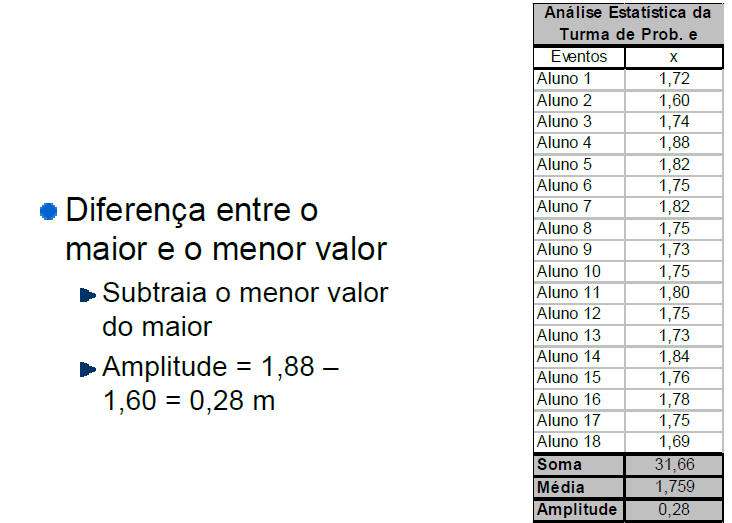 Diferença entre o
maior e o menor valor
Subtraia o menor valor
do maior
Amplitude = 1,88 –
1,60 = 0,28 m
Análise Estatística da
Turma de Prob. e
Eventos x
Aluno 1 1,72
Aluno 2 1,60
Aluno 3 1,74
Aluno 4 1,88
Aluno 5 1,82
Aluno 6 1,75
Aluno 7 1,82
Aluno 8 1,75
Aluno 9 1,73
Aluno 10 1,75
Aluno 11 1,80
Aluno 12 1,75
Aluno 13 1,73
Aluno 14 1,84
Aluno 15 1,76
Aluno 16 1,78
Aluno 17 1,75
Aluno 18 1,69
Soma 31,66
Média 1,759
Amplitude 0,28